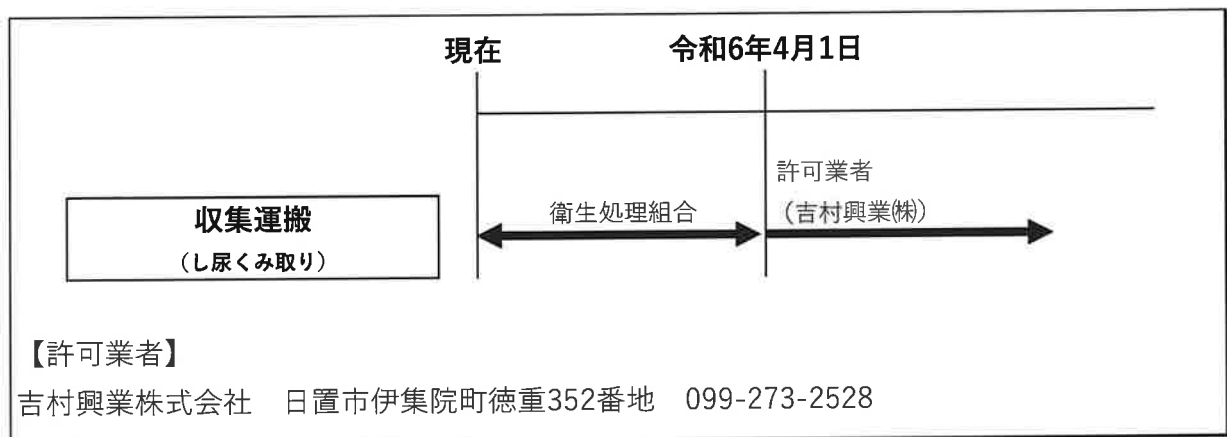 現在 令和6年4月1日
許可業者
収集運搬 衛生処理組合 (吉村興業㈱)
(し尿くみ取り)
【許可業者】
吉村興業株式会社 日置市伊集院町徳重352番地 099-273-2528